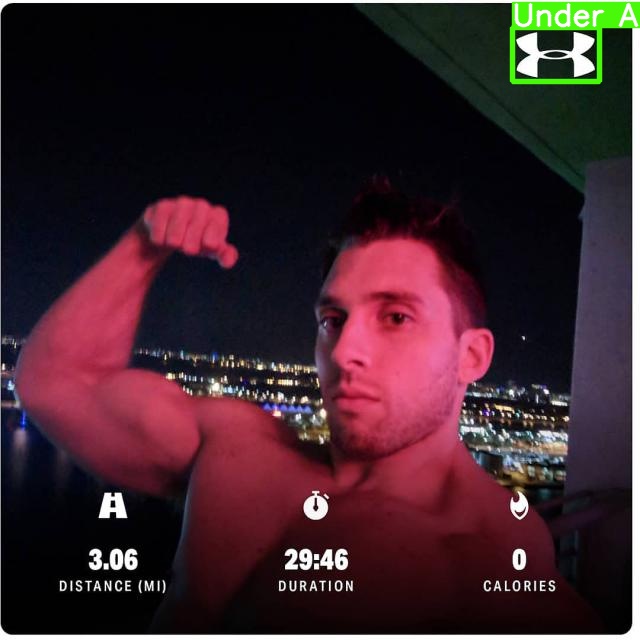 Under A
3.06
29:46
0
DISTANCE (MI)
DURATION
CALORIES